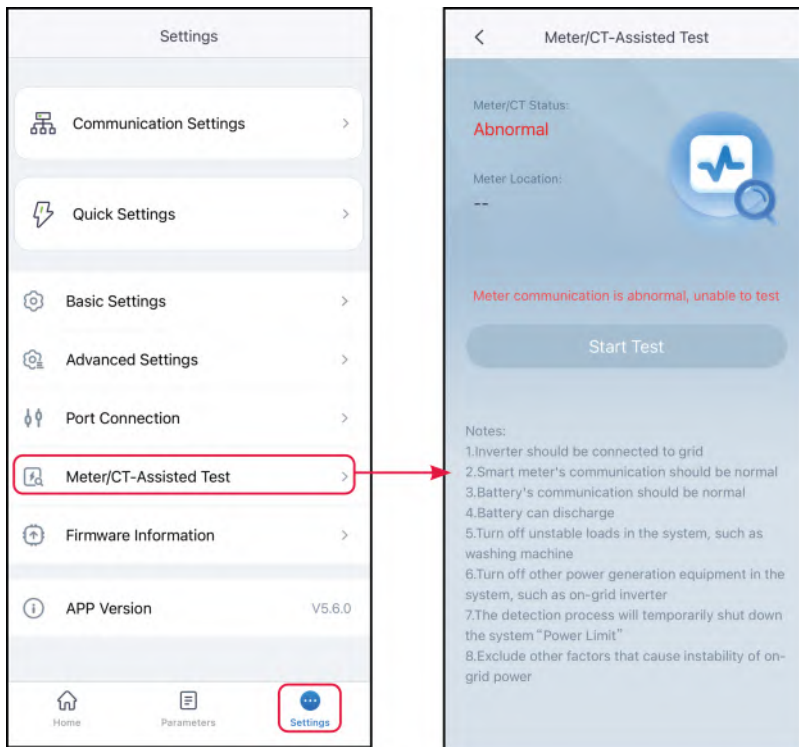 Settings
Communication Settings
Quick Settings
Basic Settings
Advanced Settings
Port Connection
Meter/CT-Assisted Test
Firmware Information
APP Version V5.6.0
Home Parameters Settings
Meter/CT-Assisted Test
Meter/CT Status:
Abnormal
Meter Location:
--
Meter communication is abnormal, unable to test
Start Test
Notes:
1.Inverter should be connected to grid
2.Smart meter's communication should be normal
3.Battery's communication should be normal
4.Battery can discharge
5.Turn off unstable loads in the system, such as
washing machine
6.Turn off other power generation equipment in the
system, such as on-grid inverter
7.The detection process will temporarily shut down
the system "Power Limit"
8.Exclude other factors that cause instability of on-
grid power